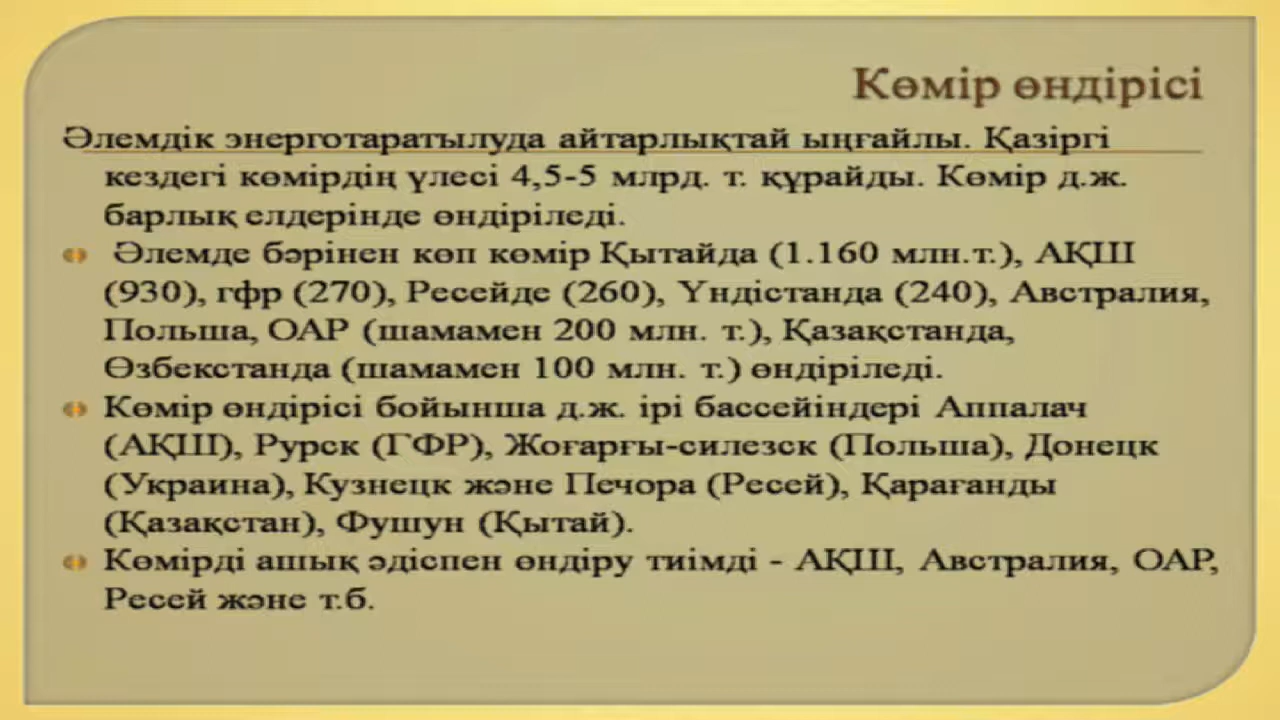 Көмір өндірісі
Әлемдік энерготаратылуда айтарлықтай ыңғайлы. Қазіргі
кездегі көмірдің үлесі 4,5-5 млрд. т. құрайды. Көмір д.ж.
барлық елдерінде өндіріледі.
Әлемде бәрінен көп көмір Қытайда (1.160 млн.т.), АҚШ
(930), гфр (270), Ресейде (260), Үндістанда (240), Австралия,
Польша, ОАР (шамамен 200 млн. т.), Қазақстанда,
Өзбекстанда (шамамен 100 млн. т.) өндіріледі.
Көмір өндірісі бойынша д.ж. ірі бассейіндері Аппалач
(АҚШ), Рурск (ГФР), Жоғарғы-силезск (Польша), Донецк
(Украина), Кузнецк және Печора (Ресей), Қарағанды
(Қазақстан), Фушун (Қытай).
Көмірді ашық әдіспен өндіру тиімді - АҚШ, Австралия, ОАР,
Ресей және т.б.